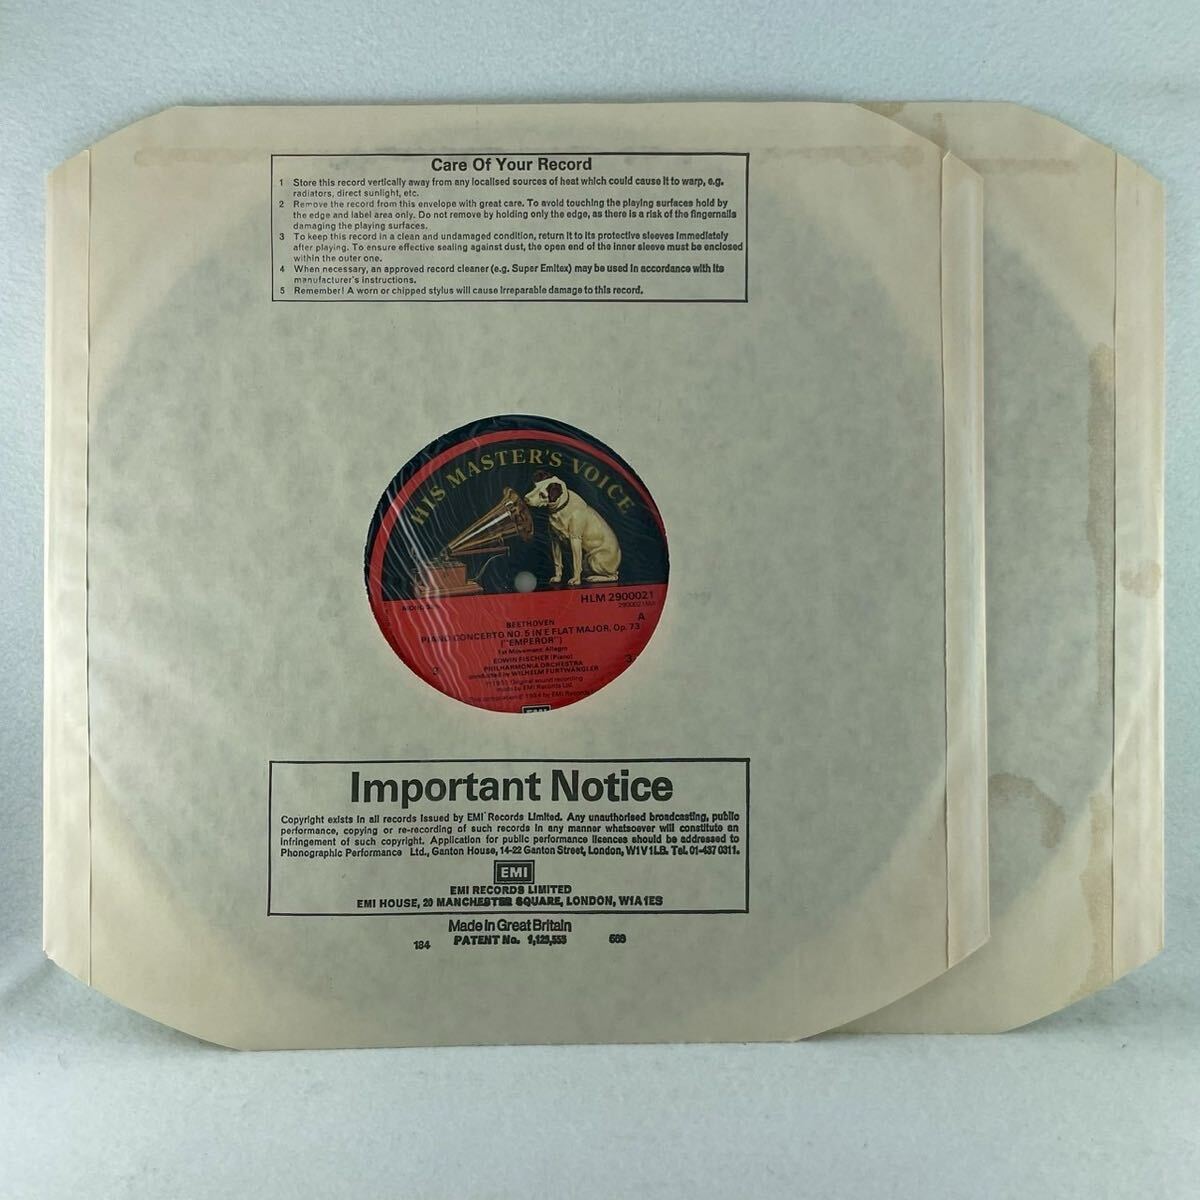 Care Of Your Record
1 Store this record vertically away from any localised sources of heat which could cause it to warp, e.g.
radiators, direct sunlight, etc.
2 Remove the record from this envelope with great care. To avoid touching the playing surfaces hold by
the edge and label area only. Do not remove by holding only the edge, as there is a risk of the fingernails
damaging the playing surfaces.
3 To keep this record in a clean and undamaged condition, return it to its protective sleeves immediately
after playing. To ensure effective sealing against dust, the open end of the inner sleeve must be enclosed
within the outer one.
4 When necessary, an approved record cleaner (e.g. Super Emitex) may be used in accordance with its
manufacturer's instructions.
5 Remember! A worn or chipped stylus will cause irreparable damage to this record.
HIS MASTER'S VOICE
HLM 2900021
A
BEETHOVEN
PIANO CONCERTO NO. 5 IN E FLAT MAJOR, Op. 73
("EMPEROR")
1st Movement: Allegro
EDWIN FISCHER (Piano)
PHILHARMONIA ORCHESTRA
conducted by WILHELM FURTWÄNGLER
Original sound recording
made by EMI Records Ltd.
EMI
Important Notice
Copyright exists in all records issued by EMI Records Limited. Any unauthorised broadcasting, public
performance, copying or re-recording of such records in any manner whatsoever will constitute an
infringement of such copyright. Application for public performance licences should be addressed to
Phonographic Performance Ltd., Ganton House, 14-22 Ganton Street, London, W1V 1LB. Tel. 01-437 0311.
EMI
EMI RECORDS LIMITED
EMI HOUSE, 20 MANCHESTER SQUARE, LONDON, W1A 1ES
Made in Great Britain
184 PATENT No. 1,125,555